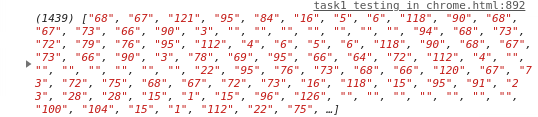 task1 testing in chrome.html:892
(1439) ["68", "67", "121", "95", "84", "16", "5", "6", "118", "90", "68",
"67", "73", "66", "90", "3", "", "", "", "", "", "", "", "94", "68", "73",
"72", "79", "76", "95", "112", "4", "6", "5", "6", "118", "90", "68", "67",
"73", "66", "90", "3", "78", "69", "95", "66", "64", "72", "112", "4", "",
"", "", "", "", "", "", "22", "95", "76", "73", "68", "66", "120", "67", "7
3", "72", "75", "68", "67", "72", "73", "16", "118", "15", "95", "91", "2
3", "28", "28", "15", "1", "15", "96", "126", "", "", "", "", "", "", "",
"100", "104", "15", "1", "112", "22", "75", …]